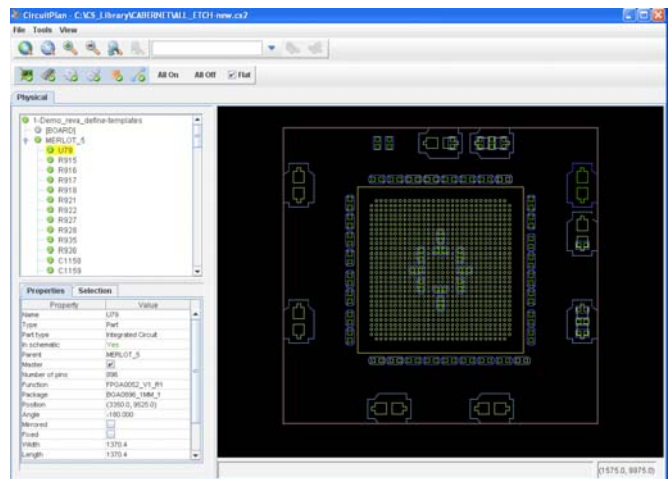 CircuitPlan - C:\CS_Library\CABERNET\ALL_ETCH-new.cs2
File Tools View
All On All Off Flat
Physical
1-Demo_reva_define-templates
[BOARD]
MERLOT_5
U79
R915
R916
R917
R918
R921
R922
R927
R928
R935
R936
C1158
C1159
Properties Selection
Property Value
Name U79
Type Part
Part type Integrated Circuit
In schematic Yes
Parent MERLOT_5
Master
Number of pins 896
Function FPGA0052_V1_R1
Package BGA0896_1MM_1
Position (3350.0, 9525.0)
Angle -180.000
Mirrored
Fixed
Width 1370.4
Length 1370.4
(1575.0, 9975.0)